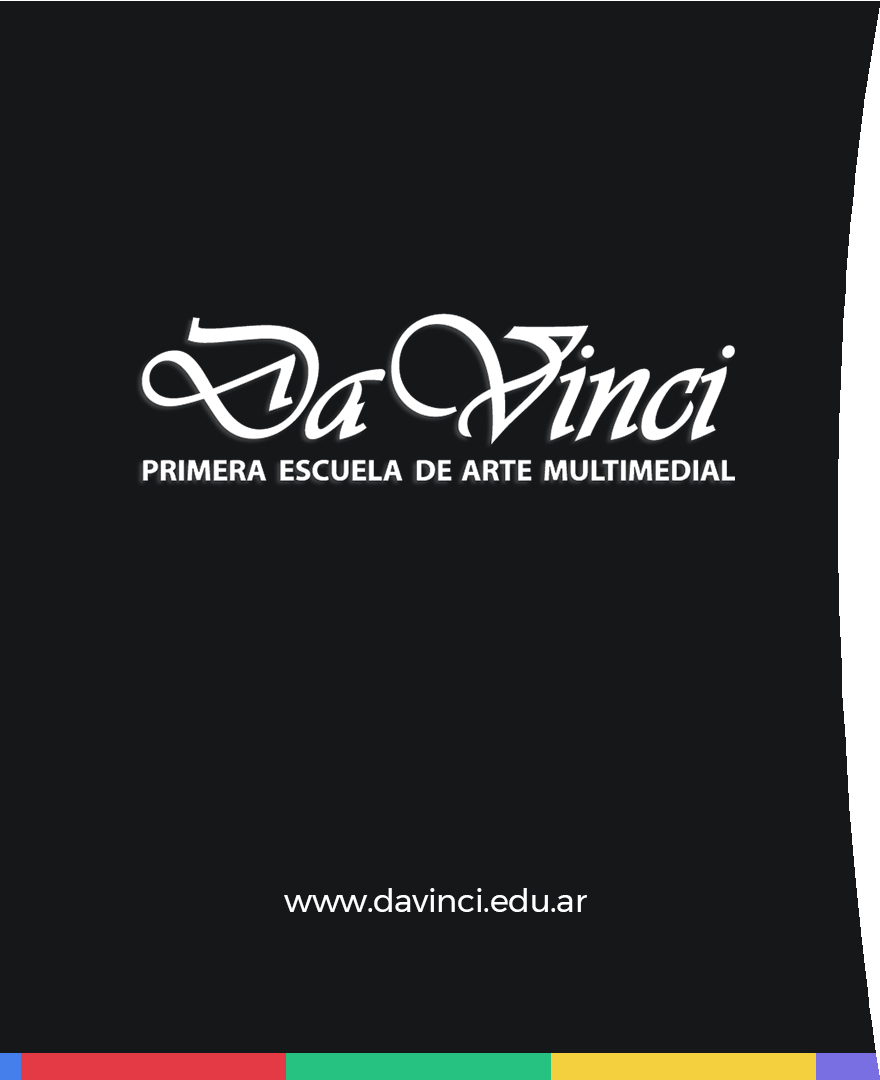 Da Vinci
PRIMERA ESCUELA DE ARTE MULTIMEDIAL
www.davinci.edu.ar